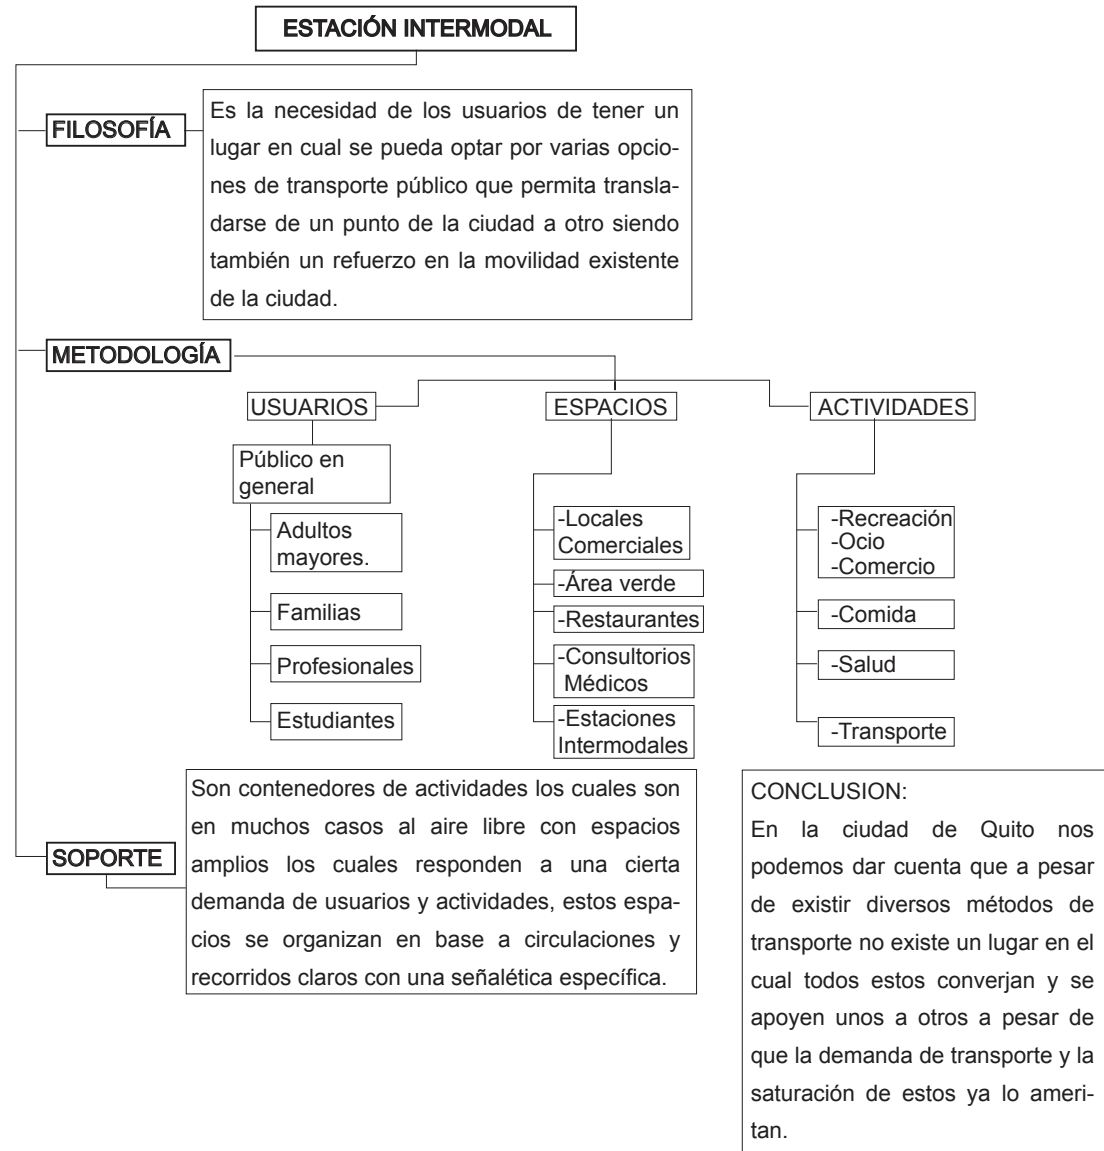 ESTACIÓN INTERMODAL
FILOSOFÍA
Es la necesidad de los usuarios de tener un
lugar en cual se pueda optar por varias opcio-
nes de transporte público que permita transla-
darse de un punto de la ciudad a otro siendo
también un refuerzo en la movilidad existente
de la ciudad.
METODOLOGÍA
USUARIOS
Público en
general
Adultos
mayores.
Familias
Profesionales
Estudiantes
ESPACIOS
-Locales
Comerciales
-Área verde
-Restaurantes
-Consultorios
Médicos
-Estaciones
Intermodales
ACTIVIDADES
-Recreación
-Ocio
-Comercio
-Comida
-Salud
-Transporte
SOPORTE
Son contenedores de actividades los cuales son
en muchos casos al aire libre con espacios
amplios los cuales responden a una cierta
demanda de usuarios y actividades, estos espa-
cios se organizan en base a circulaciones y
recorridos claros con una señalética específica.
CONCLUSION:
En la ciudad de Quito nos
podemos dar cuenta que a pesar
de existir diversos métodos de
transporte no existe un lugar en el
cual todos estos converjan y se
apoyen unos a otros a pesar de
que la demanda de transporte y la
saturación de estos ya lo ameri-
tan.